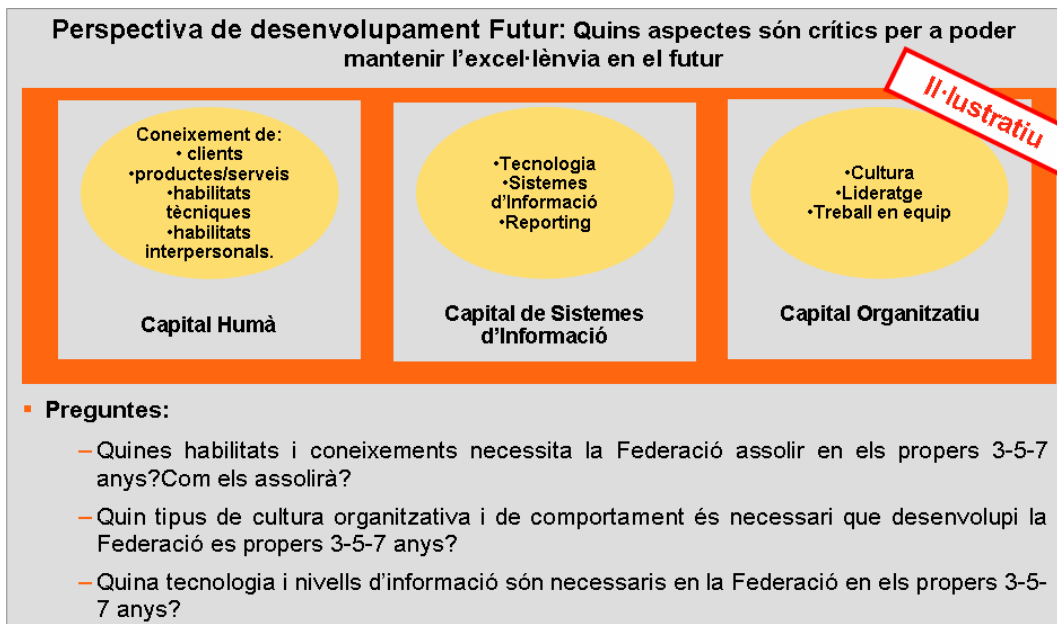 Perspectiva de desenvolupament Futur: Quins aspectes són crítics per a poder
mantenir l'excel·lènvia en el futur
Il·lustratiu
Coneixement de:
• clients
•productes/serveis
•habilitats
tècniques
•habilitats
interpersonals.
Capital Humà
•Tecnologia
•Sistemes
d'Informació
•Reporting
Capital de Sistemes
d'Informació
•Cultura
•Lideratge
•Treball en equip
Capital Organitzatiu
▪ Preguntes:
– Quines habilitats i coneixements necessita la Federació assolir en els propers 3-5-7
anys?Com els assolirà?
– Quin tipus de cultura organitzativa i de comportament és necessari que desenvolupi la
Federació es propers 3-5-7 anys?
– Quina tecnologia i nivells d'informació són necessaris en la Federació en els propers 3-5-
7 anys?